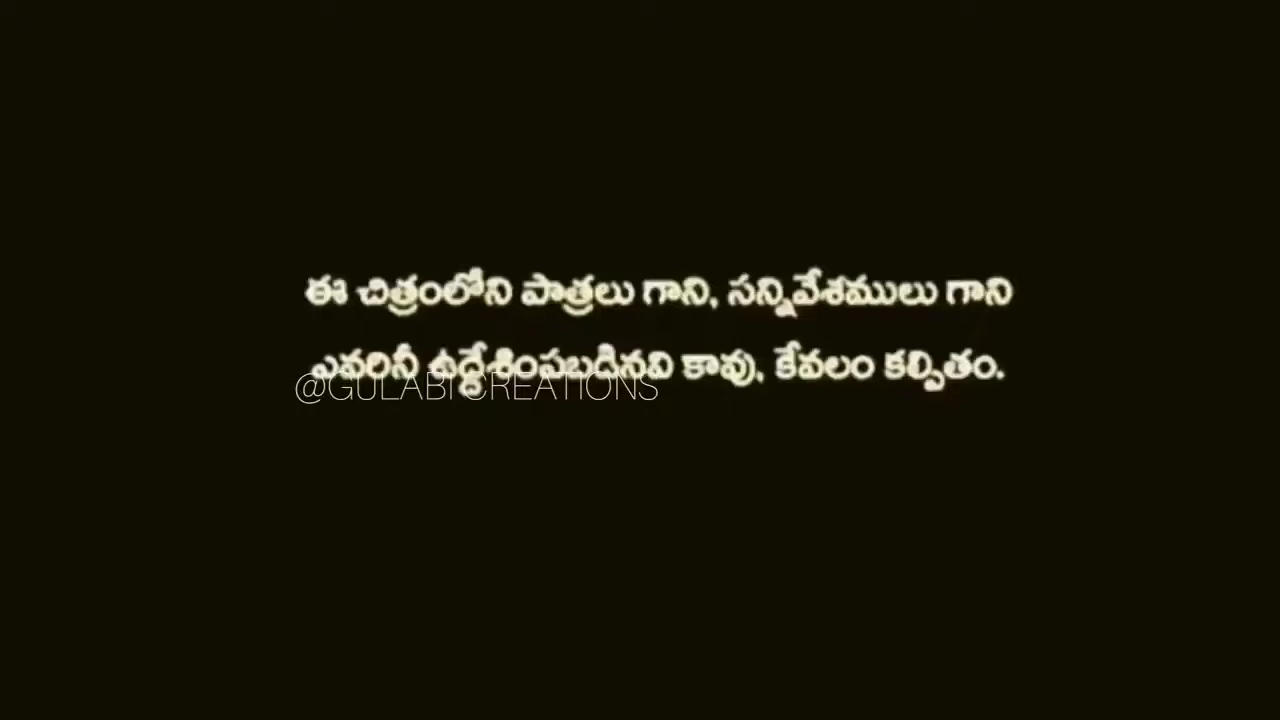 ఈ చిత్రంలోని పాత్రలు గాని, సన్నివేశములు గాని
ఎవరినీ ఉద్దేశింపబడినవి కావు, కేవలం కల్పితం.
@GULABI CREATIONS